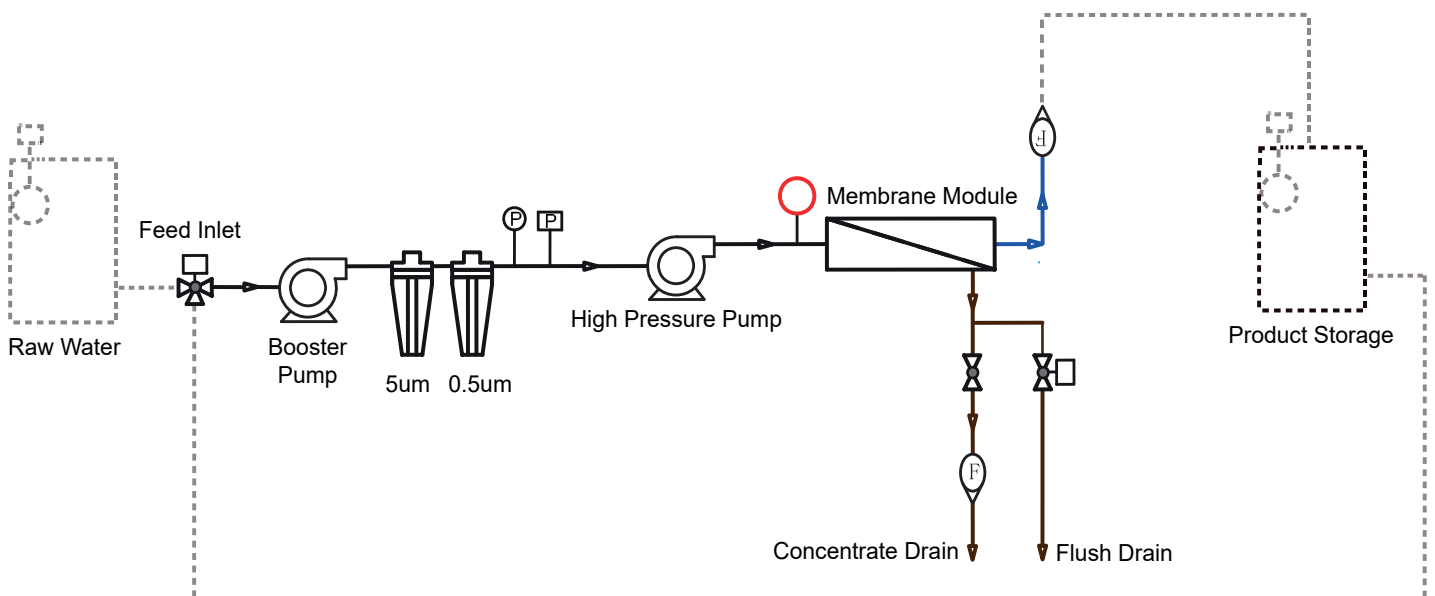 F
Membrane Module
P
P
Feed Inlet
High Pressure Pump
Product Storage
Raw Water
Booster
Pump
5um
0.5um
F
Concentrate Drain
Flush Drain